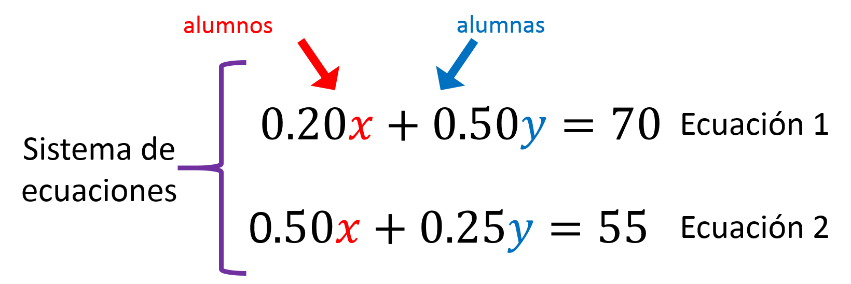 alumnos alumnas
0.20x + 0.50y = 70 Ecuación 1
Sistema de
ecuaciones
0.50x + 0.25y = 55 Ecuación 2